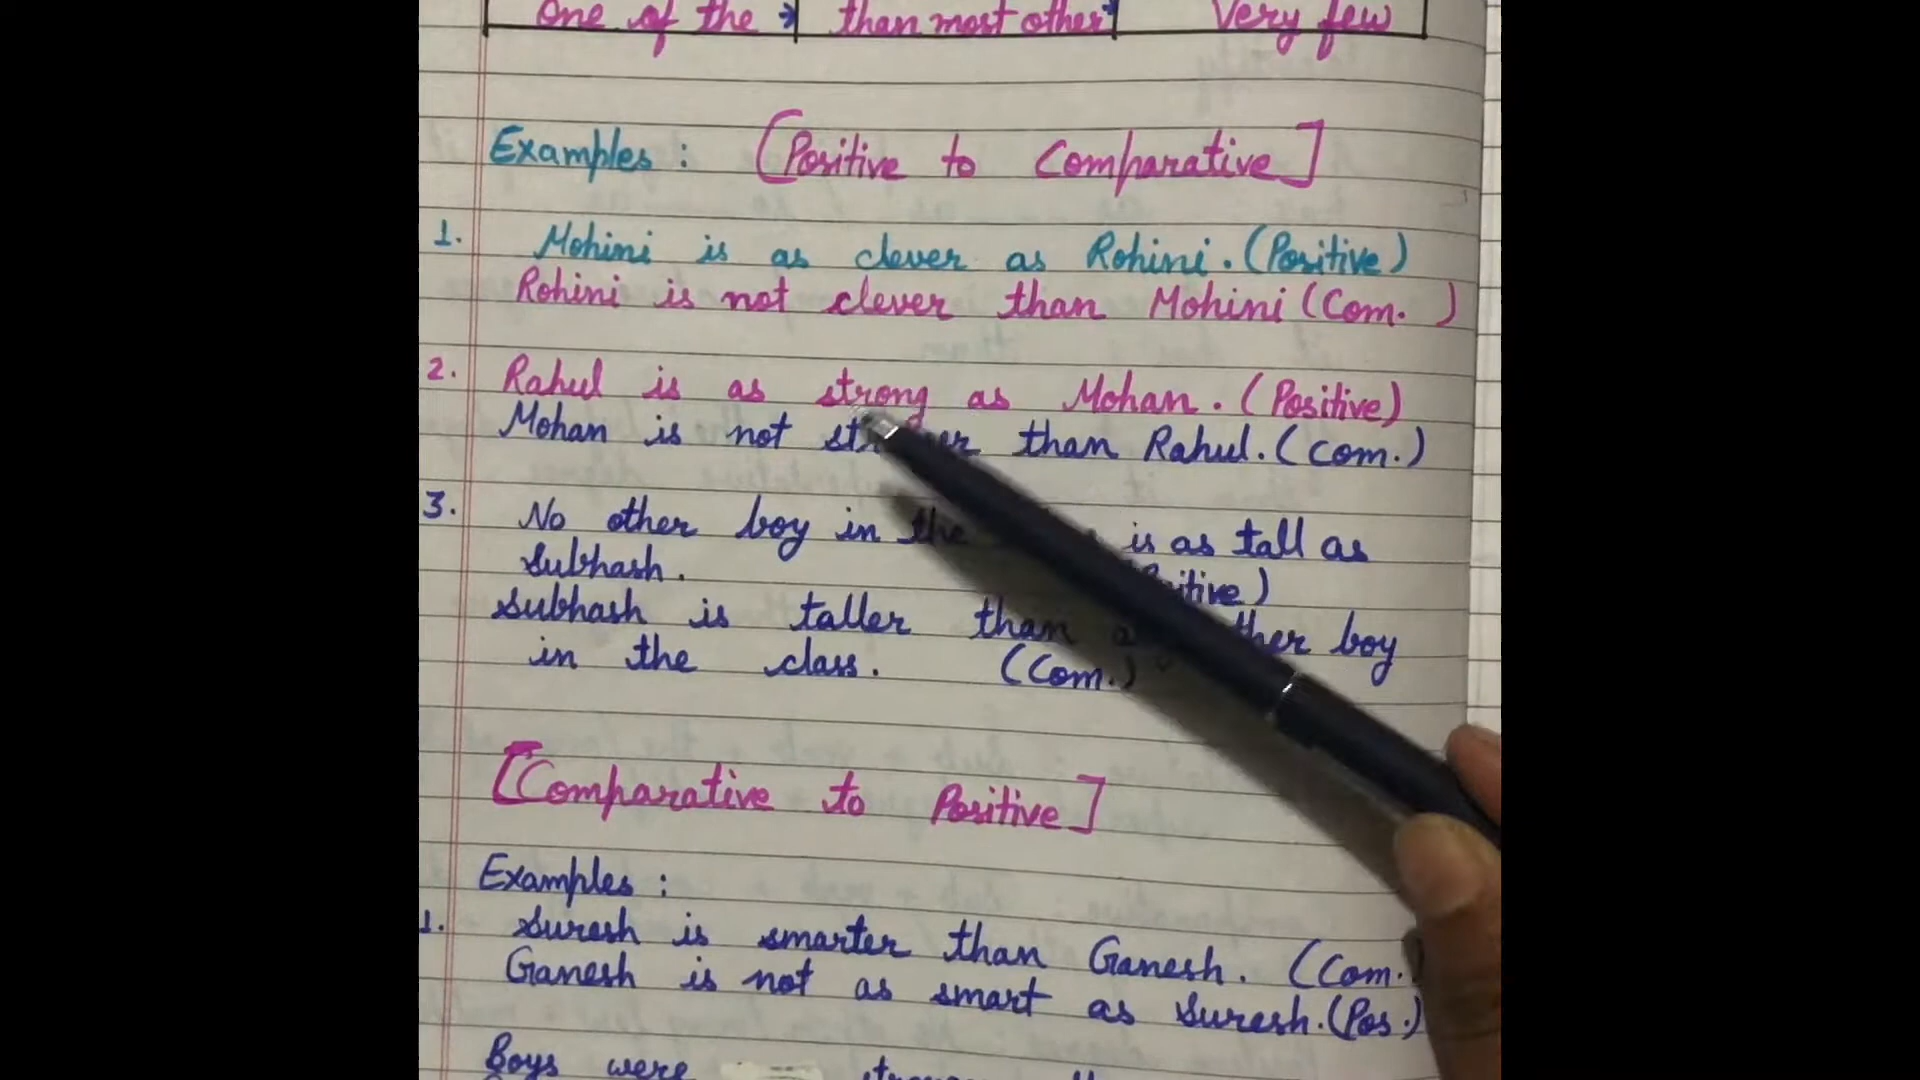 One of the → than most other Very few
Examples : [Positive to Comparative]
1. Mohini is as clever as Rohini. (Positive)
Rohini is not clever than Mohini (Com. )
2. Rahul is as strong as Mohan. (Positive)
Mohan is not than Rahul. (Com.)
3. No other boy in the is as tall as
Subhash.
Subhash is taller than boy
in the class. (Com.)
[Comparative to Positive]
Examples :
1. Suresh is smarter than Ganesh. (Com.)
Ganesh is not as smart as Suresh. (Pos.)
Boys were